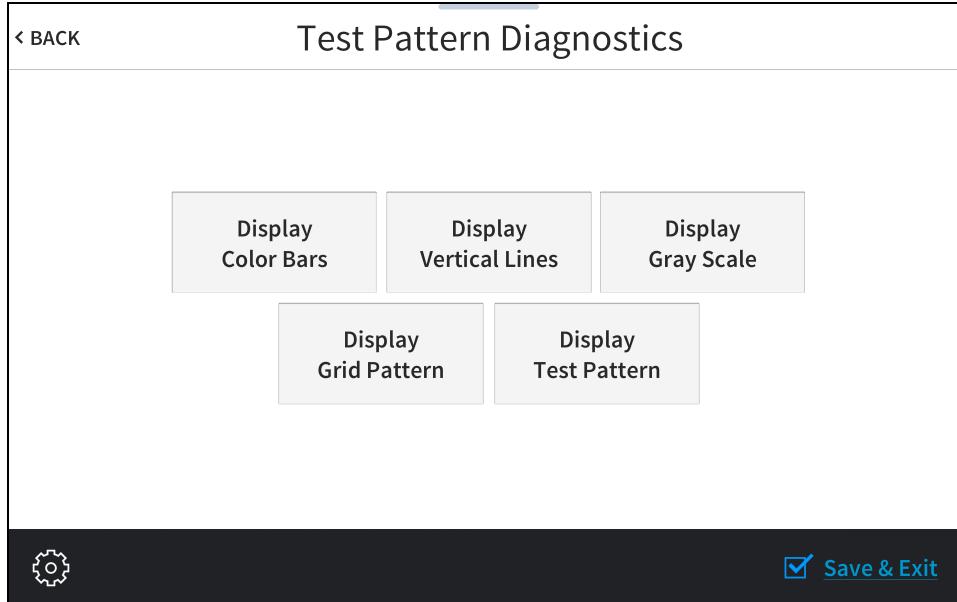 < BACK
Test Pattern Diagnostics
Display
Color Bars
Display
Vertical Lines
Display
Gray Scale
Display
Grid Pattern
Display
Test Pattern
Save & Exit